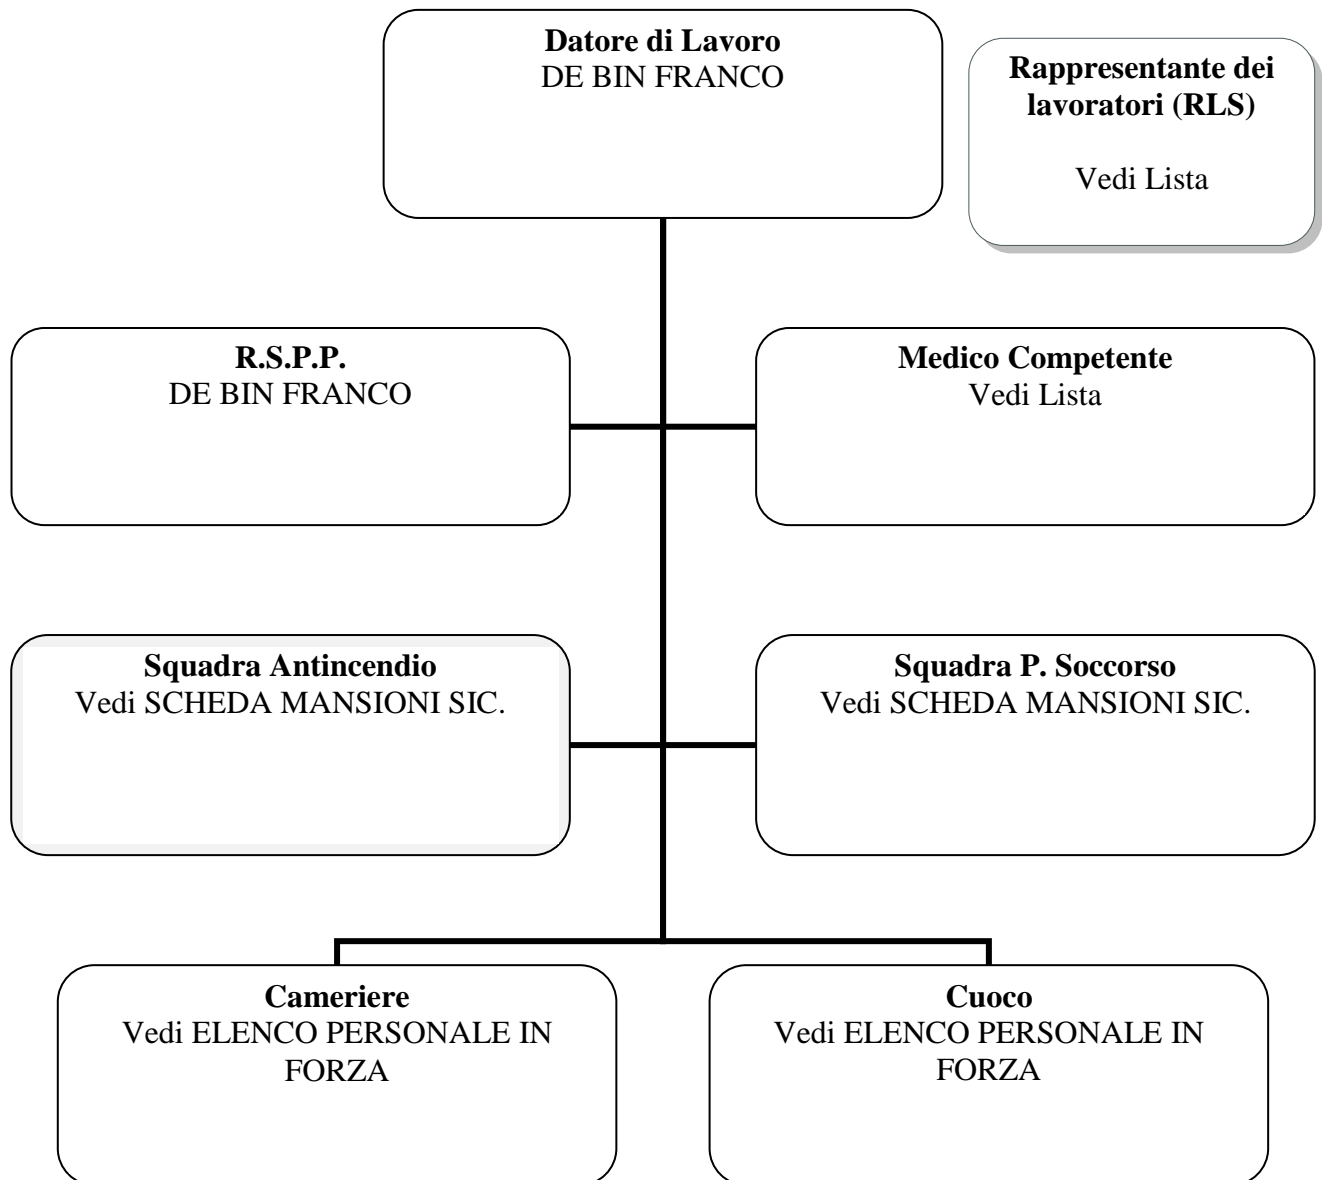 Datore di Lavoro
DE BIN FRANCO
Rappresentante dei
lavoratori (RLS)
Vedi Lista
R.S.P.P.
DE BIN FRANCO
Medico Competente
Vedi Lista
Squadra Antincendio
Vedi SCHEDA MANSIONI SIC.
Squadra P. Soccorso
Vedi SCHEDA MANSIONI SIC.
Cameriere
Vedi ELENCO PERSONALE IN
FORZA
Cuoco
Vedi ELENCO PERSONALE IN
FORZA